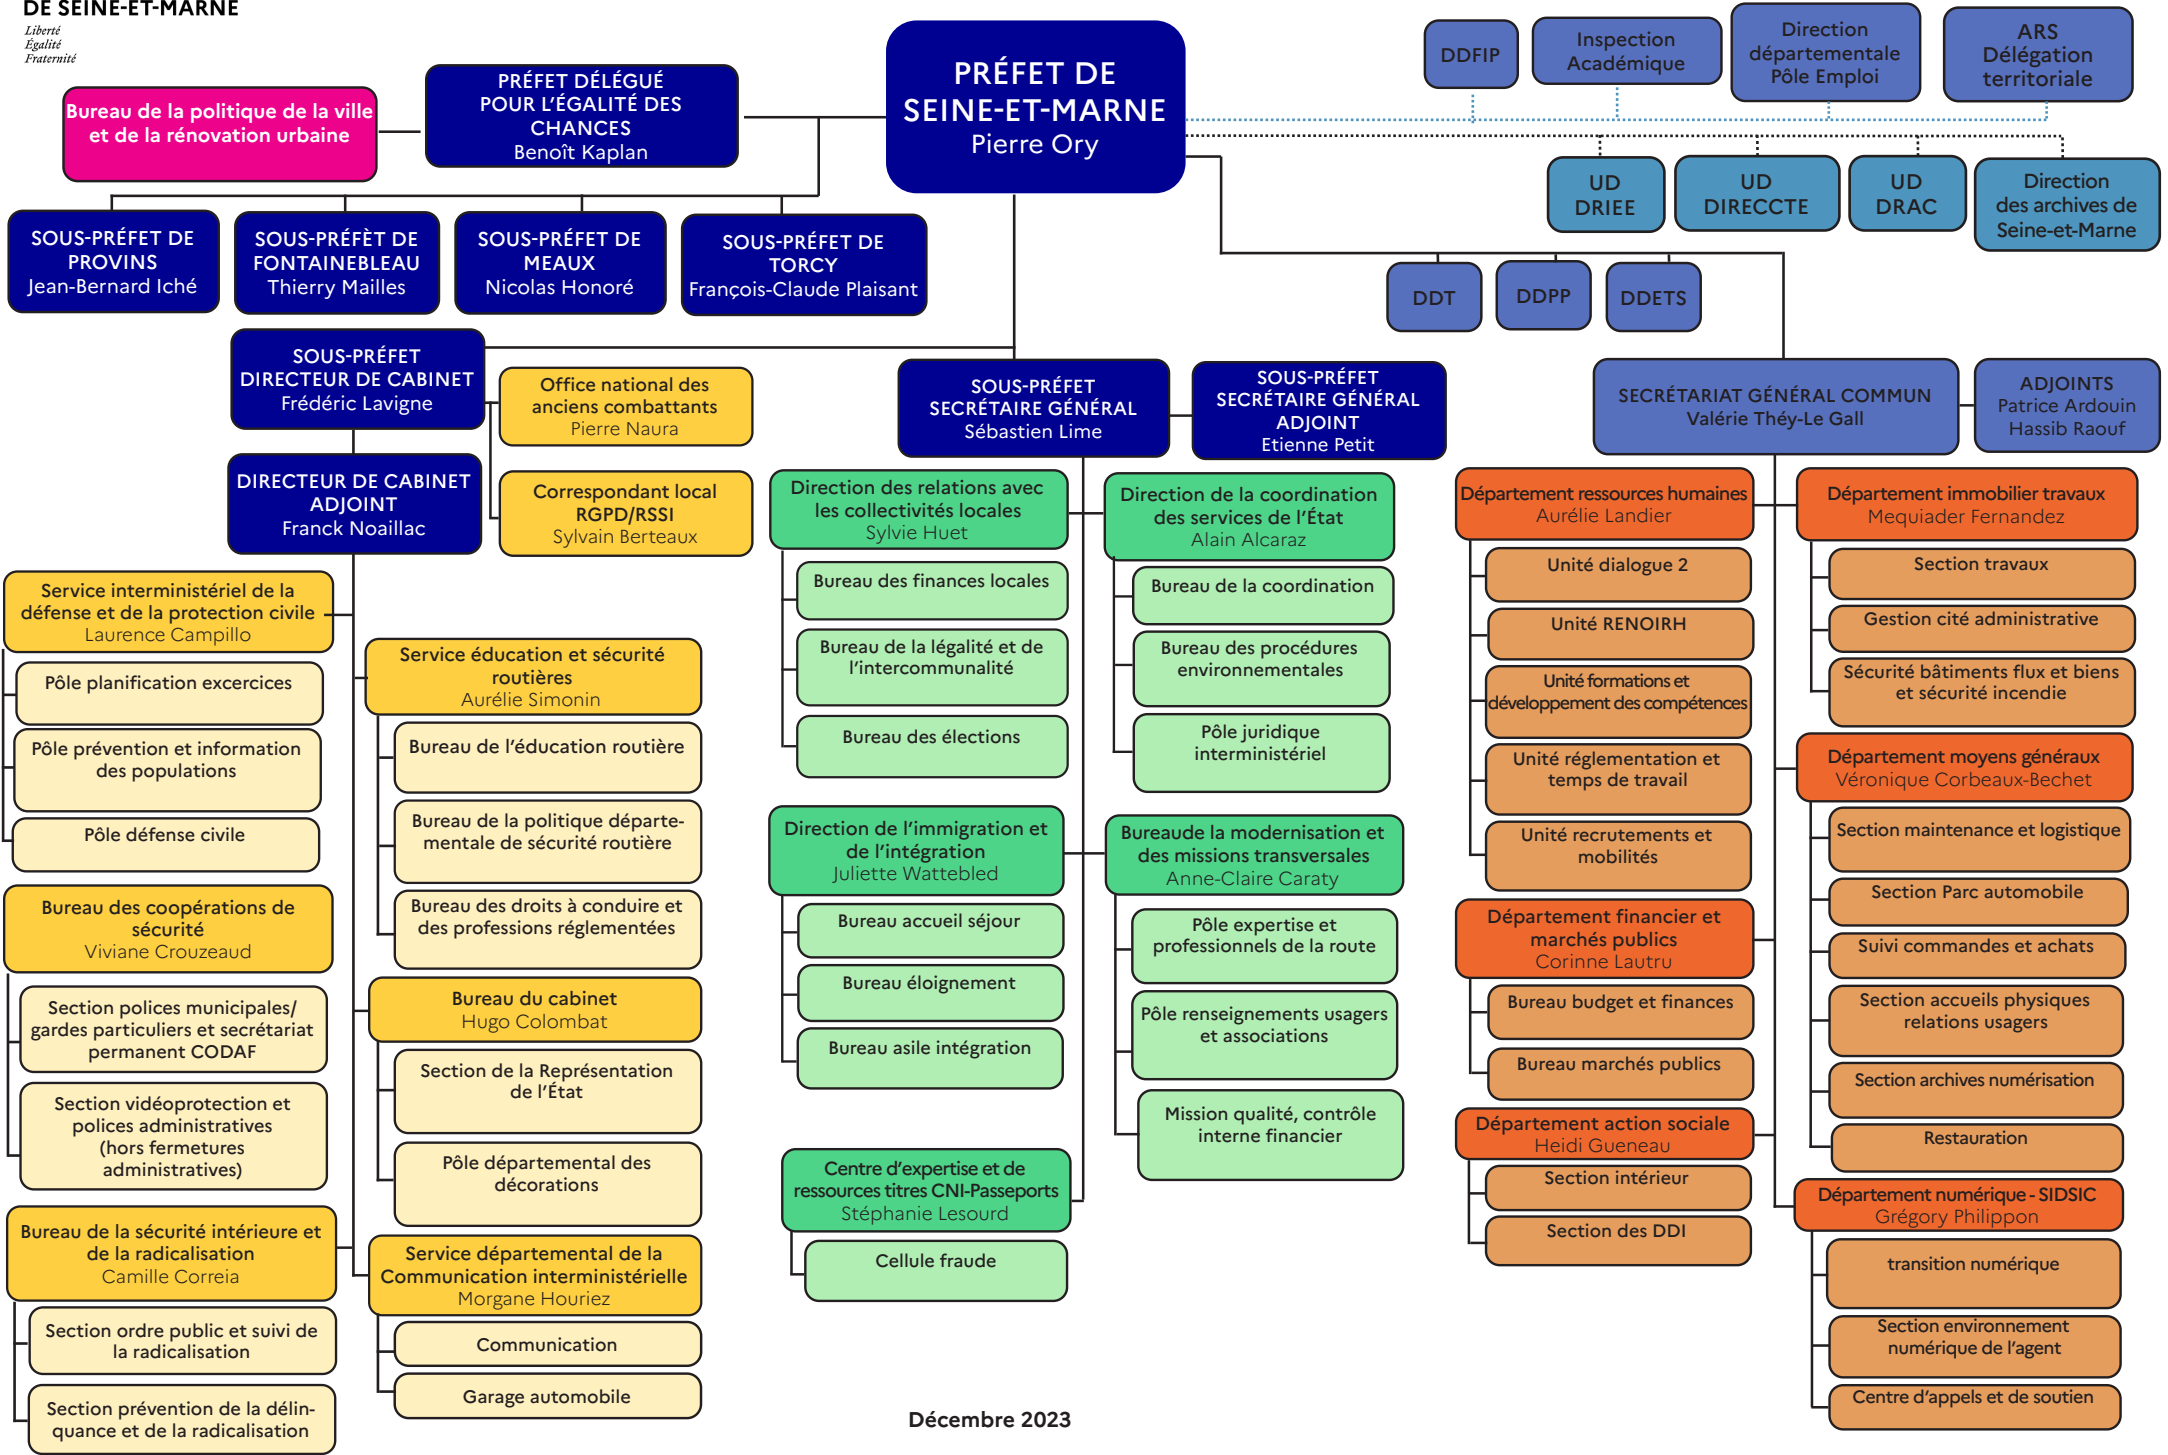 DE SEINE-ET-MARNE
Liberté
Égalité
Fraternité
Bureau de la politique de la ville
et de la rénovation urbaine
PRÉFET DÉLÉGUÉ
POUR L'ÉGALITÉ DES
CHANCES
Benoît Kaplan
PRÉFET DE
SEINE-ET-MARNE
Pierre Ory
DDFIP
Inspection
Académique
Direction
départementale
Pôle Emploi
ARS
Délégation
territoriale
UD
DRIEE
UD
DIRECCTE
UD
DRAC
Direction
des archives de
Seine-et-Marne
SOUS-PRÉFET DE
PROVINS
Jean-Bernard Iché
SOUS-PRÉFÈT DE
FONTAINEBLEAU
Thierry Mailles
SOUS-PRÉFET DE
MEAUX
Nicolas Honoré
SOUS-PRÉFET DE
TORCY
François-Claude Plaisant
DDT
DDPP
DDETS
SOUS-PRÉFET
DIRECTEUR DE CABINET
Frédéric Lavigne
Office national des
anciens combattants
Pierre Naura
DIRECTEUR DE CABINET
ADJOINT
Franck Noaillac
Correspondant local
RGPD/RSSI
Sylvain Berteaux
SOUS-PRÉFET
SECRÉTAIRE GÉNÉRAL
Sébastien Lime
SOUS-PRÉFET
SECRÉTAIRE GÉNÉRAL
ADJOINT
Etienne Petit
SECRÉTARIAT GÉNÉRAL COMMUN
Valérie Théy-Le Gall
ADJOINTS
Patrice Ardouin
Hassib Raouf
Service interministériel de la
défense et de la protection civile
Laurence Campillo
Pôle planification excercices
Pôle prévention et information
des populations
Pôle défense civile
Bureau des coopérations de
sécurité
Viviane Crouzeaud
Section polices municipales/
gardes particuliers et secrétariat
permanent CODAF
Section vidéoprotection et
polices administratives
(hors fermetures
administratives)
Bureau de la sécurité intérieure et
de la radicalisation
Camille Correia
Section ordre public et suivi de
la radicalisation
Section prévention de la délin-
quance et de la radicalisation
Service éducation et sécurité
routières
Aurélie Simonin
Bureau de l'éducation routière
Bureau de la politique départe-
mentale de sécurité routière
Bureau des droits à conduire et
des professions réglementées
Bureau du cabinet
Hugo Colombat
Section de la Représentation
de l'État
Pôle départemental des
décorations
Service départemental de la
Communication interministérielle
Morgane Houriez
Communication
Garage automobile
Direction des relations avec
les collectivités locales
Sylvie Huet
Bureau des finances locales
Bureau de la légalité et de
l'intercommunalité
Bureau des élections
Direction de l'immigration et
de l'intégration
Juliette Wattebled
Bureau accueil séjour
Bureau éloignement
Bureau asile intégration
Centre d'expertise et de
ressources titres CNI-Passeports
Stéphanie Lesourd
Cellule fraude
Direction de la coordination
des services de l'État
Alain Alcaraz
Bureau de la coordination
Bureau des procédures
environnementales
Pôle juridique
interministériel
Bureaude la modernisation et
des missions transversales
Anne-Claire Caraty
Pôle expertise et
professionnels de la route
Pôle renseignements usagers
et associations
Mission qualité, contrôle
interne financier
Département ressources humaines
Aurélie Landier
Unité dialogue 2
Unité RENOIRH
Unité formations et
développement des compétences
Unité réglementation et
temps de travail
Unité recrutements et
mobilités
Département financier et
marchés publics
Corinne Lautru
Bureau budget et finances
Bureau marchés publics
Département action sociale
Heidi Gueneau
Section intérieur
Section des DDI
Département immobilier travaux
Mequiader Fernandez
Section travaux
Gestion cité administrative
Sécurité bâtiments flux et biens
et sécurité incendie
Département moyens généraux
Véronique Corbeaux-Bechet
Section maintenance et logistique
Section Parc automobile
Suivi commandes et achats
Section accueils physiques
relations usagers
Section archives numérisation
Restauration
Département numérique - SIDSIC
Grégory Philippon
transition numérique
Section environnement
numérique de l'agent
Centre d'appels et de soutien
Décembre 2023